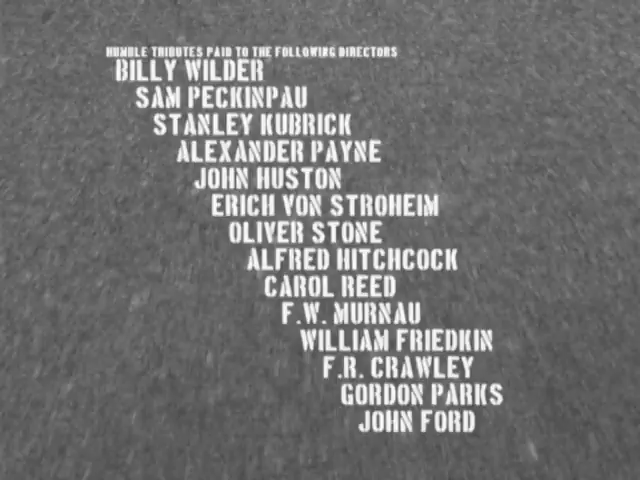 HUMBLE TRIBUTES PAID TO THE FOLLOWING DIRECTORS
BILLY WILDER
SAM PECKINPAU
STANLEY KUBRICK
ALEXANDER PAYNE
JOHN HUSTON
ERICH VON STROHEIM
OLIVER STONE
ALFRED HITCHCOCK
CAROL REED
F.W. MURNAU
WILLIAM FRIEDKIN
F.R. CRAWLEY
GORDON PARKS
JOHN FORD